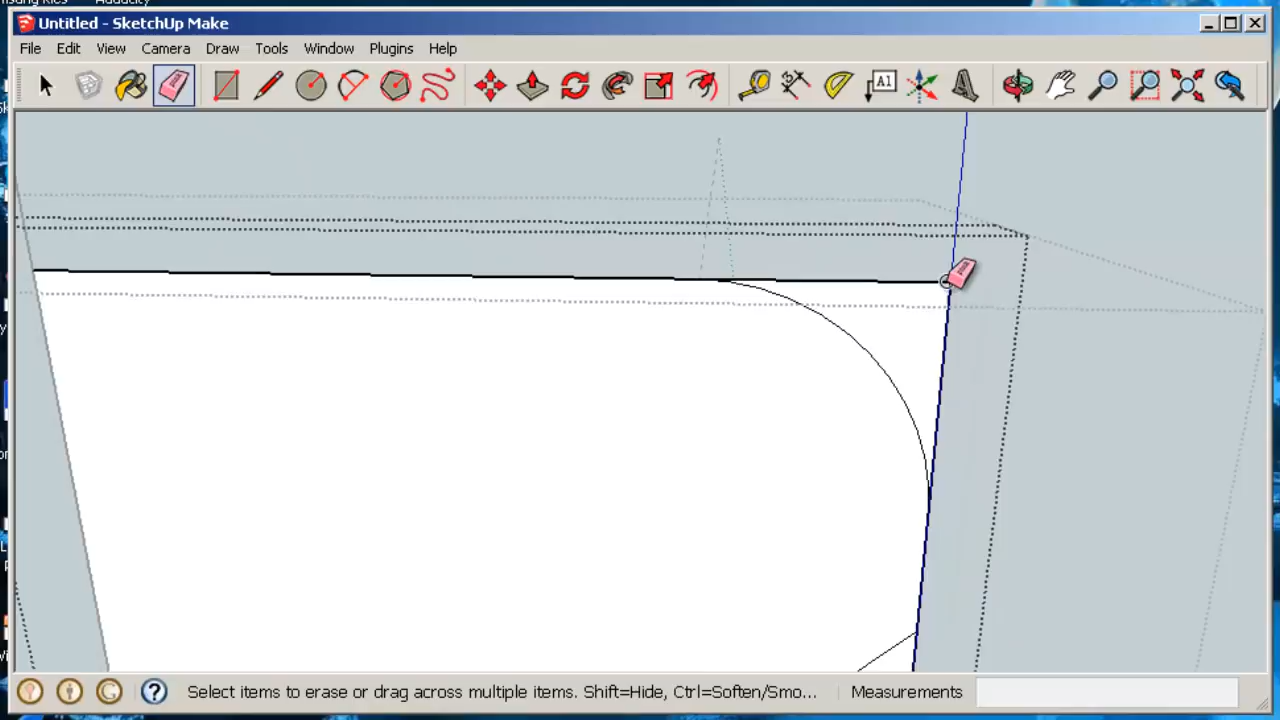 Untitled - SketchUp Make
File Edit View Camera Draw Tools Window Plugins Help
A1
Select items to erase or drag across multiple items. Shift=Hide, Ctrl=Soften/Smo... Measurements